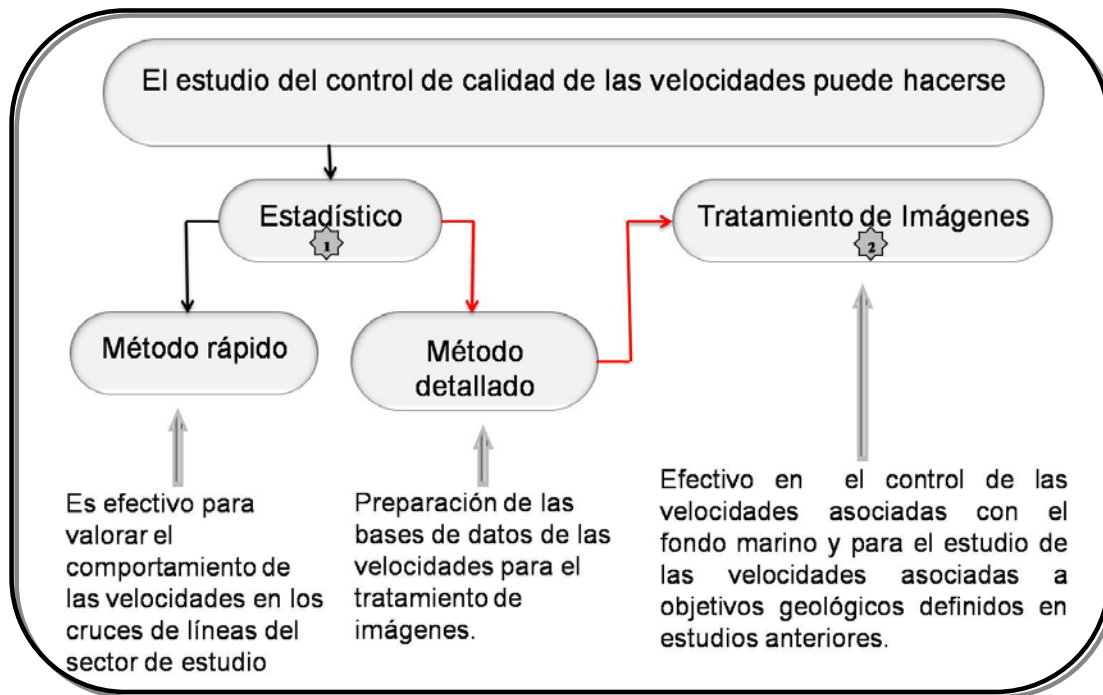 El estudio del control de calidad de las velocidades puede hacerse
Estadístico
1
Tratamiento de Imágenes
2
Método rápido
Método
detallado
Es efectivo para
valorar el
comportamiento de
las velocidades en los
cruces de líneas del
sector de estudio
Preparación de las
bases de datos de las
velocidades para el
tratamiento de
imágenes.
Efectivo en el control de las
velocidades asociadas con el
fondo marino y para el estudio de
las velocidades asociadas a
objetivos geológicos definidos en
estudios anteriores.